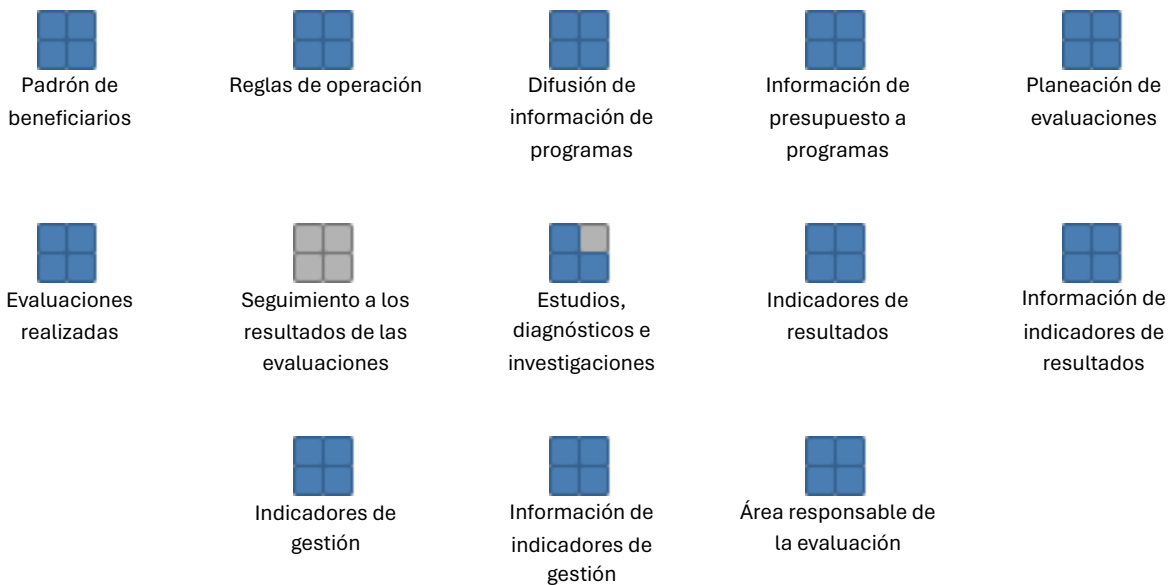 Padrón de
beneficiarios
Reglas de operación
Difusión de
información de
programas
Información de
presupuesto a
programas
Planeación de
evaluaciones
Evaluaciones
realizadas
Seguimiento a los
resultados de las
evaluaciones
Estudios,
diagnósticos e
investigaciones
Indicadores de
resultados
Información de
indicadores de
resultados
Indicadores de
gestión
Información de
indicadores de
gestión
Área responsable de
la evaluación